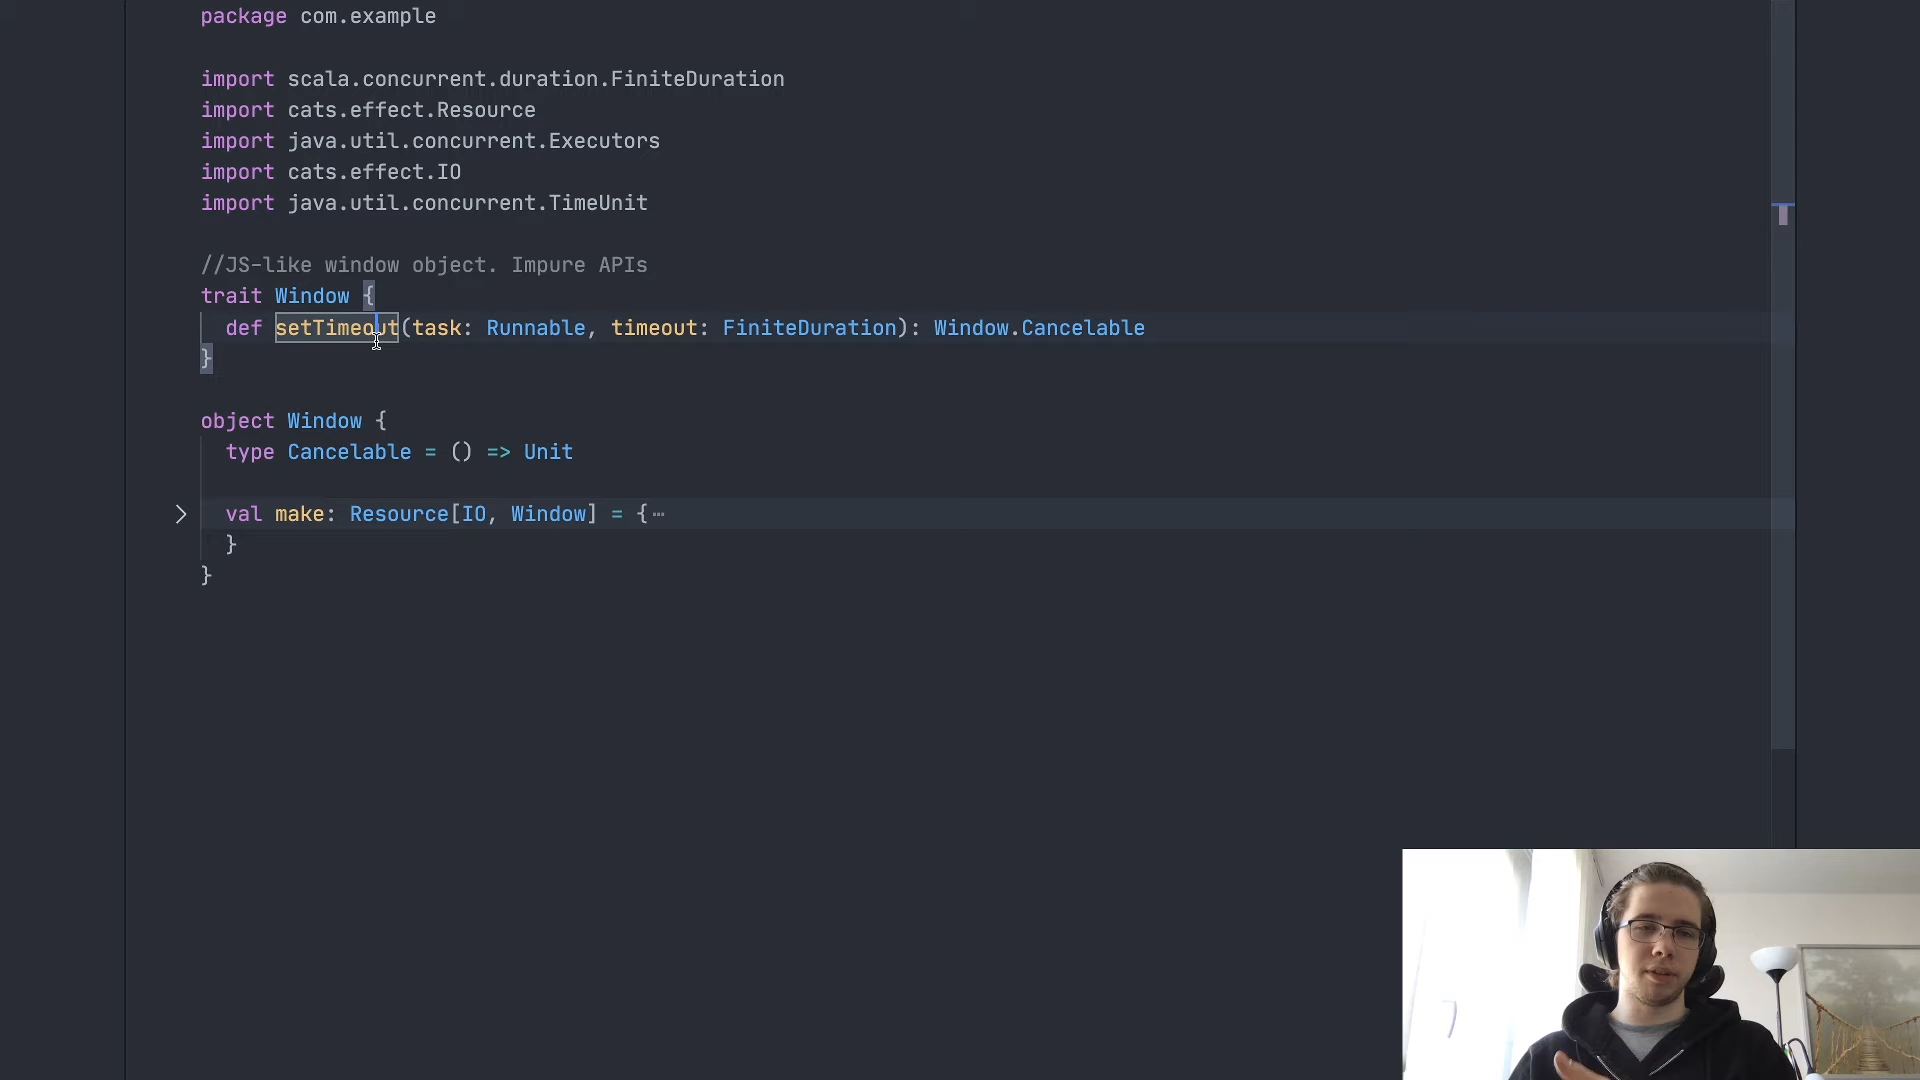 package com.example
import scala.concurrent.duration.FiniteDuration
import cats.effect.Resource
import java.util.concurrent.Executors
import cats.effect.IO
import java.util.concurrent.TimeUnit
//JS-like window object. Impure APIs
trait Window {
def setTimeout(task: Runnable, timeout: FiniteDuration): Window.Cancelable
}
object Window {
type Cancelable = () => Unit
val make: Resource[IO, Window] = {⋯
}
}